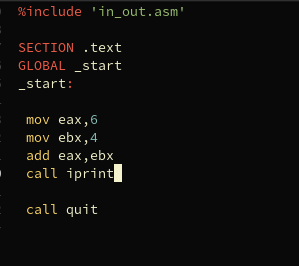 %include 'in_out.asm'
SECTION .text
GLOBAL _start
_start:
mov eax,6
mov ebx,4
add eax,ebx
call iprint
call quit